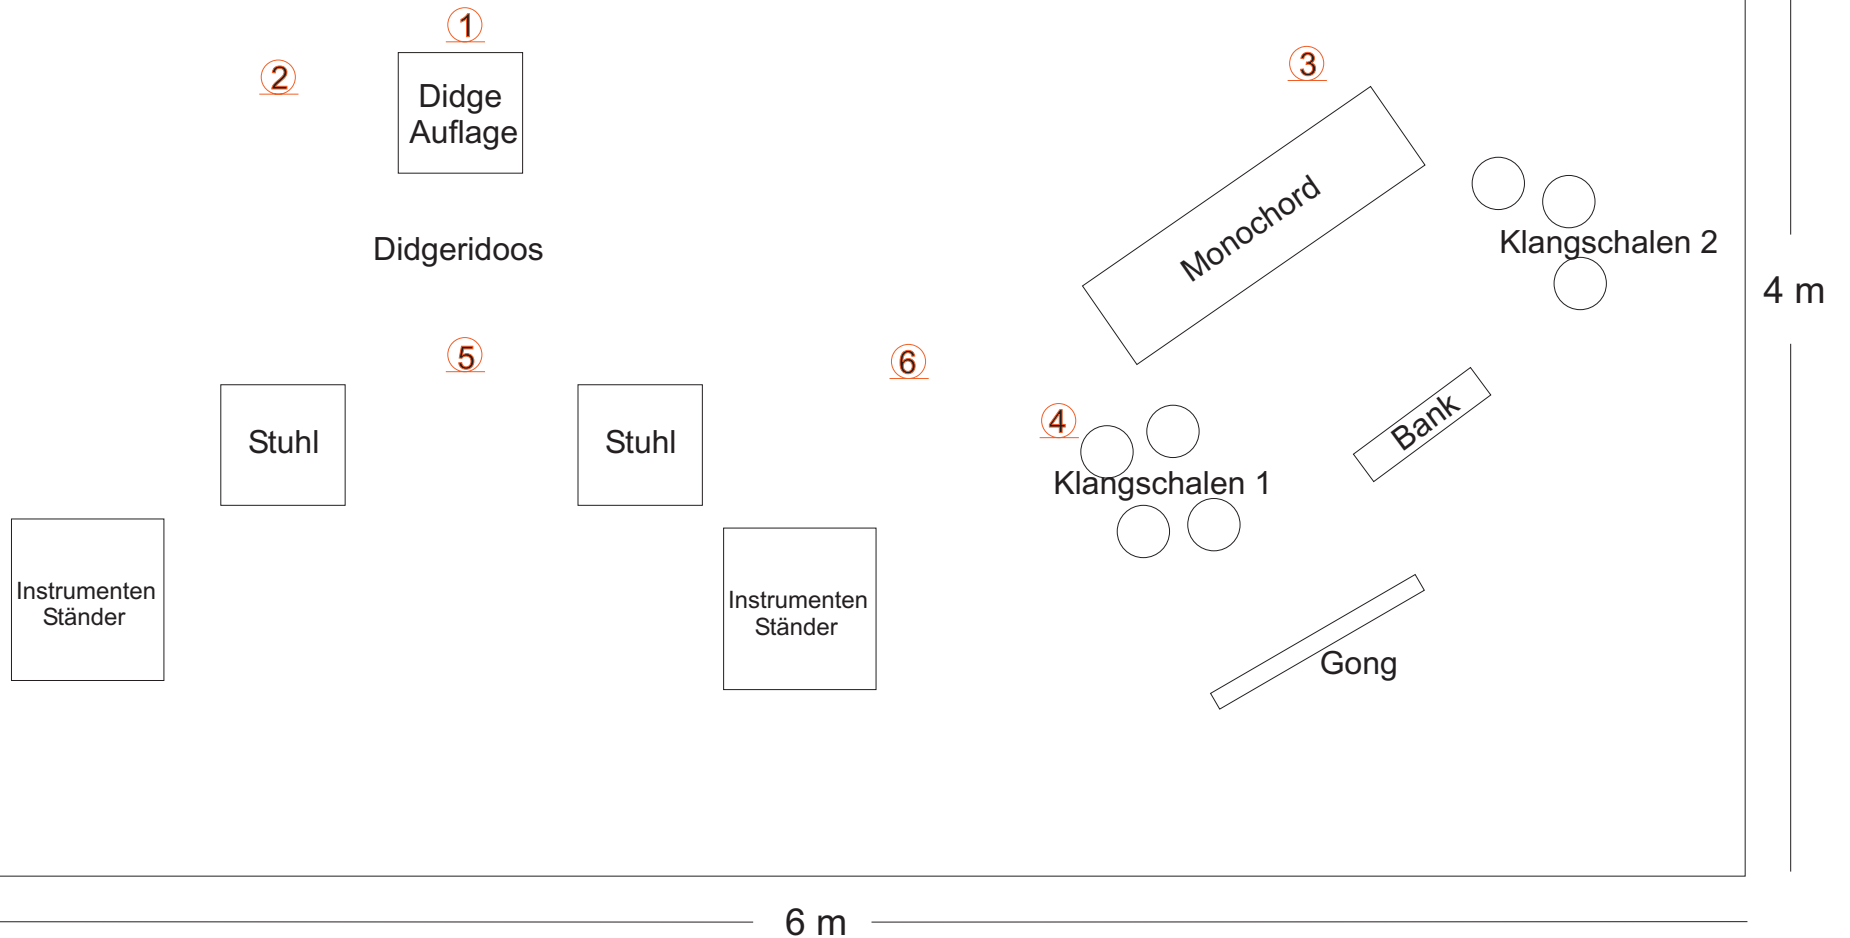 1
2
3
Didge
Auflage
Monochord
Didgeridoos
Klangschalen 2
4 m
5
6
4
Stuhl
Stuhl
Bank
Klangschalen 1
Instrumenten
Ständer
Instrumenten
Ständer
Gong
6 m